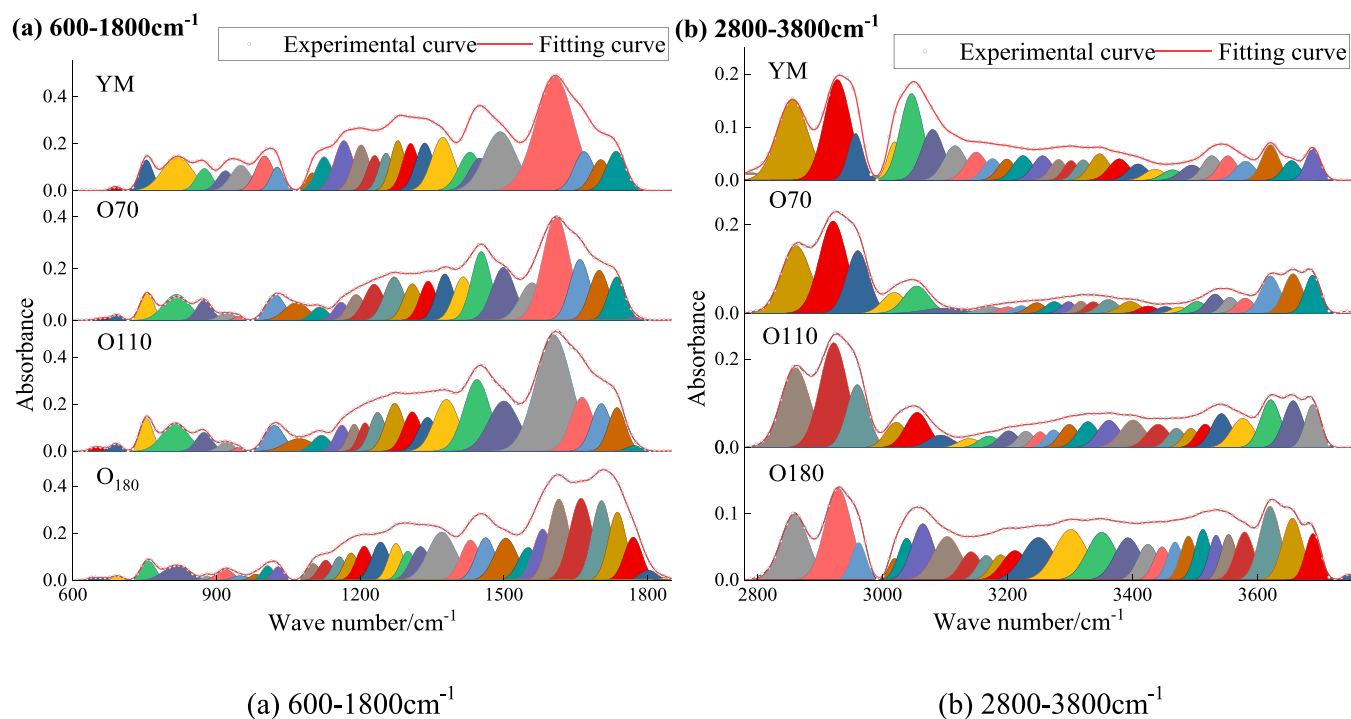 (a) 600-1800cm⁻¹
Experimental curve Fitting curve
YM
0.4
0.2
0.0
O70
0.4
0.2
0.0
O110
0.4
0.2
0.0
O₁₈₀
0.4
0.2
0.0
Absorbance
600 900 1200 1500 1800
Wave number/cm⁻¹
(b) 2800-3800cm⁻¹
Experimental curve Fitting curve
YM
0.2
0.1
0.0
O70
0.2
0.0
O110
0.2
0.0
O180
0.1
0.0
Absorbance
2800 3000 3200 3400 3600
Wave number/cm⁻¹
(a) 600-1800cm⁻¹
(b) 2800-3800cm⁻¹